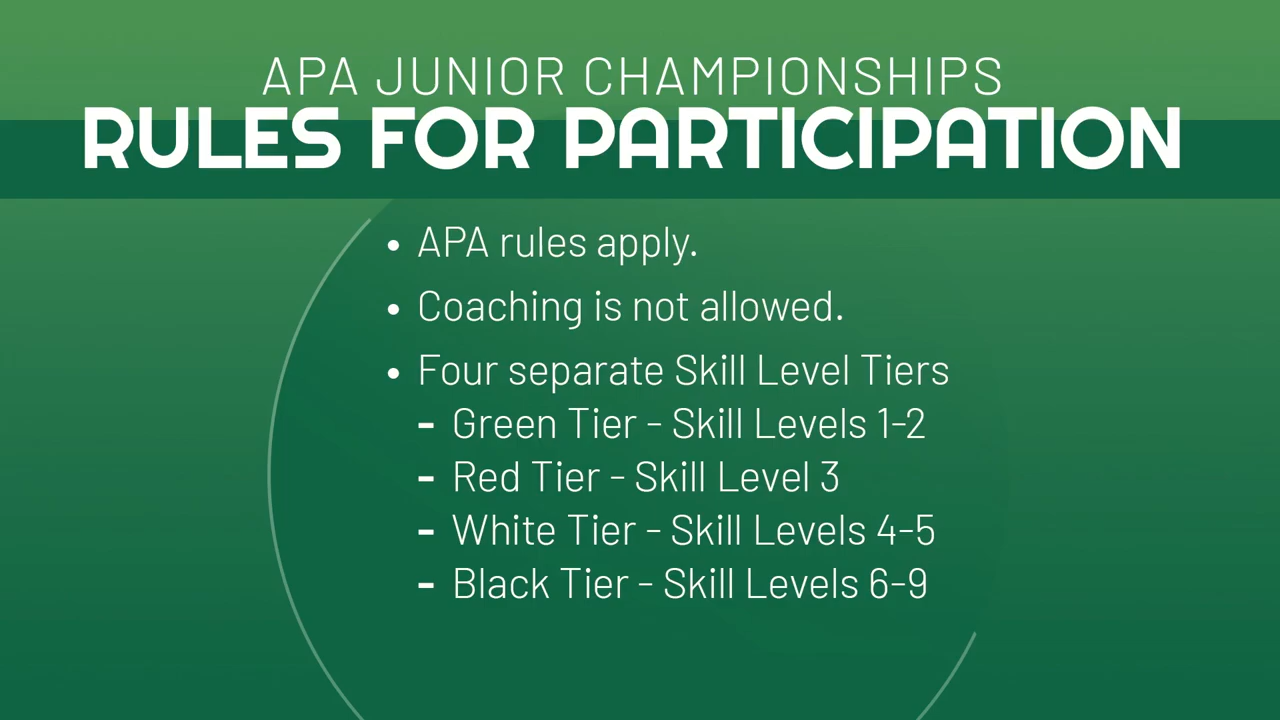 APA JUNIOR CHAMPIONSHIPS
RULES FOR PARTICIPATION
• APA rules apply.
• Coaching is not allowed.
• Four separate Skill Level Tiers
- Green Tier - Skill Levels 1-2
- Red Tier - Skill Level 3
- White Tier - Skill Levels 4-5
- Black Tier - Skill Levels 6-9